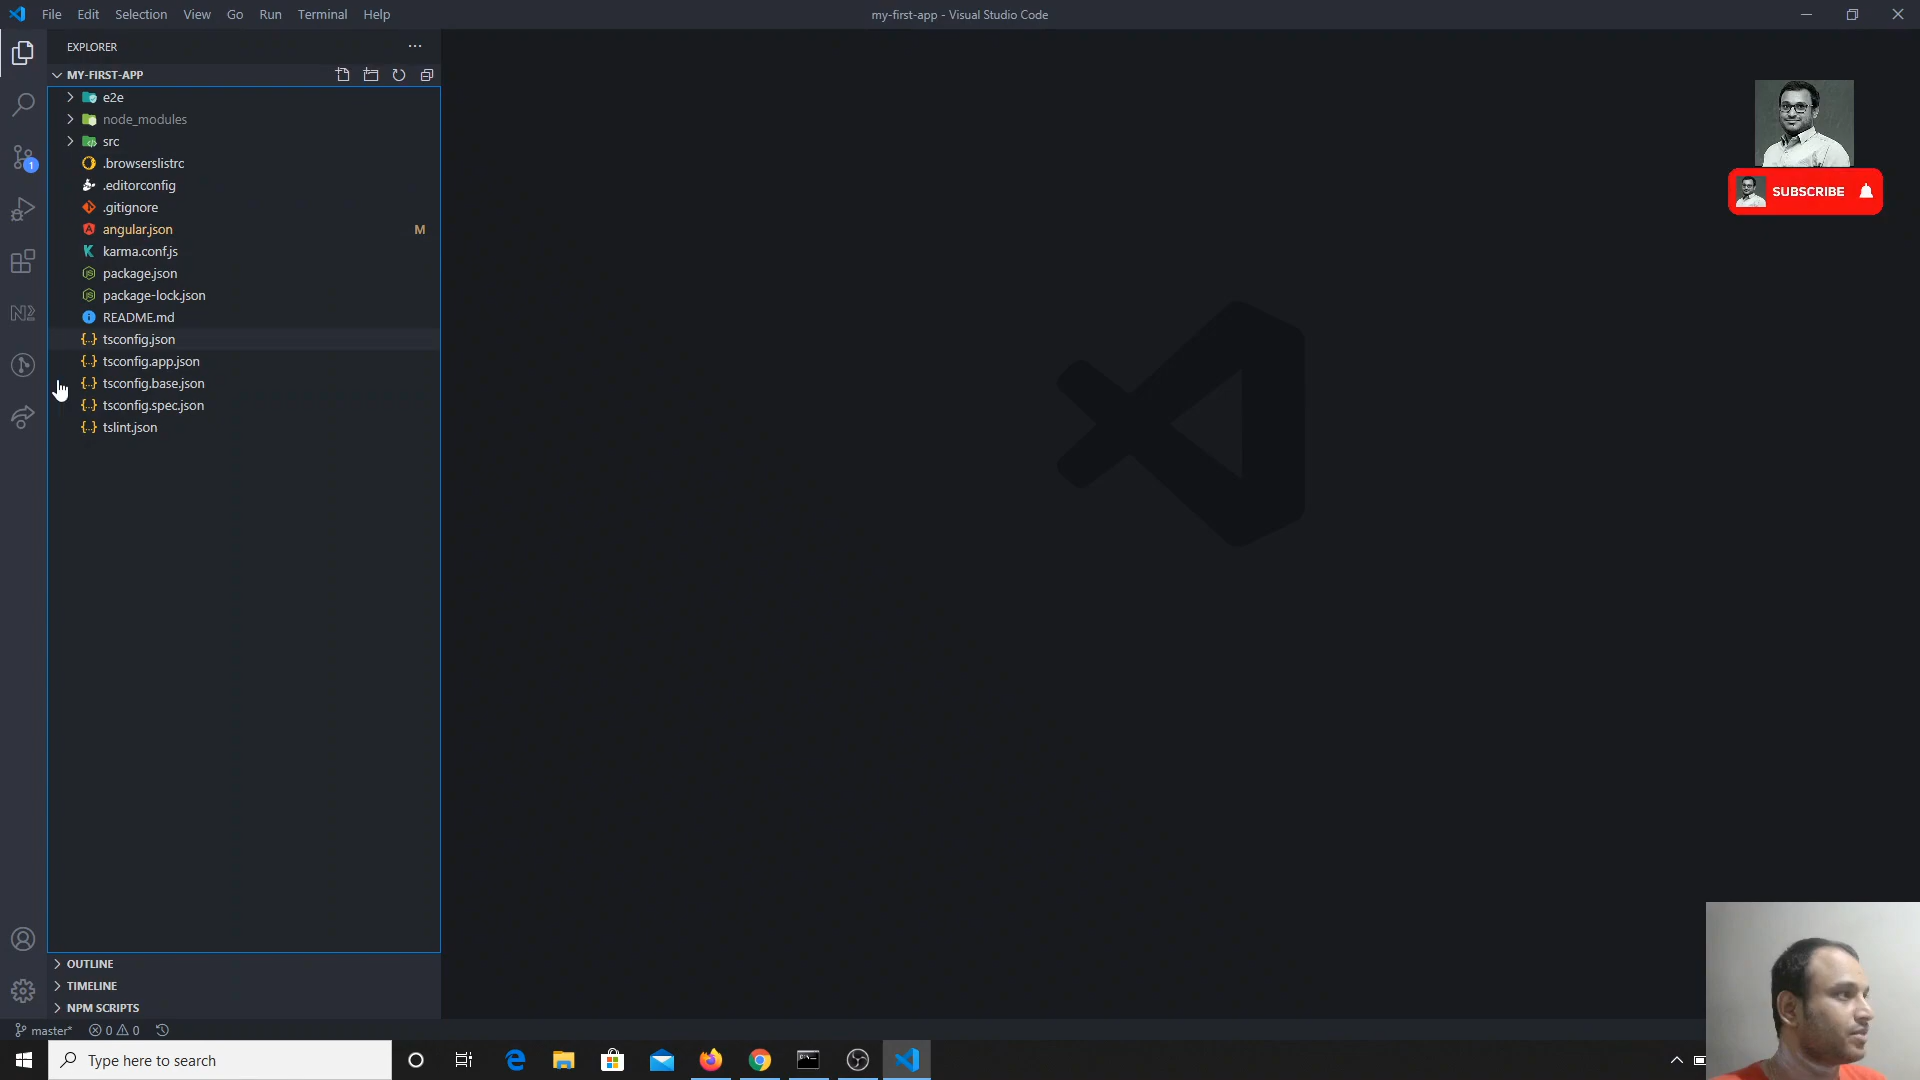 File Edit Selection View Go Run Terminal Help
my-first-app - Visual Studio Code
EXPLORER
MY-FIRST-APP
e2e
node_modules
src
.browserslistrc
.editorconfig
.gitignore
angular.json M
karma.conf.js
package.json
package-lock.json
README.md
tsconfig.json
tsconfig.app.json
tsconfig.base.json
tsconfig.spec.json
tslint.json
SUBSCRIBE
1
OUTLINE
TIMELINE
NPM SCRIPTS
master* 0 0
Type here to search